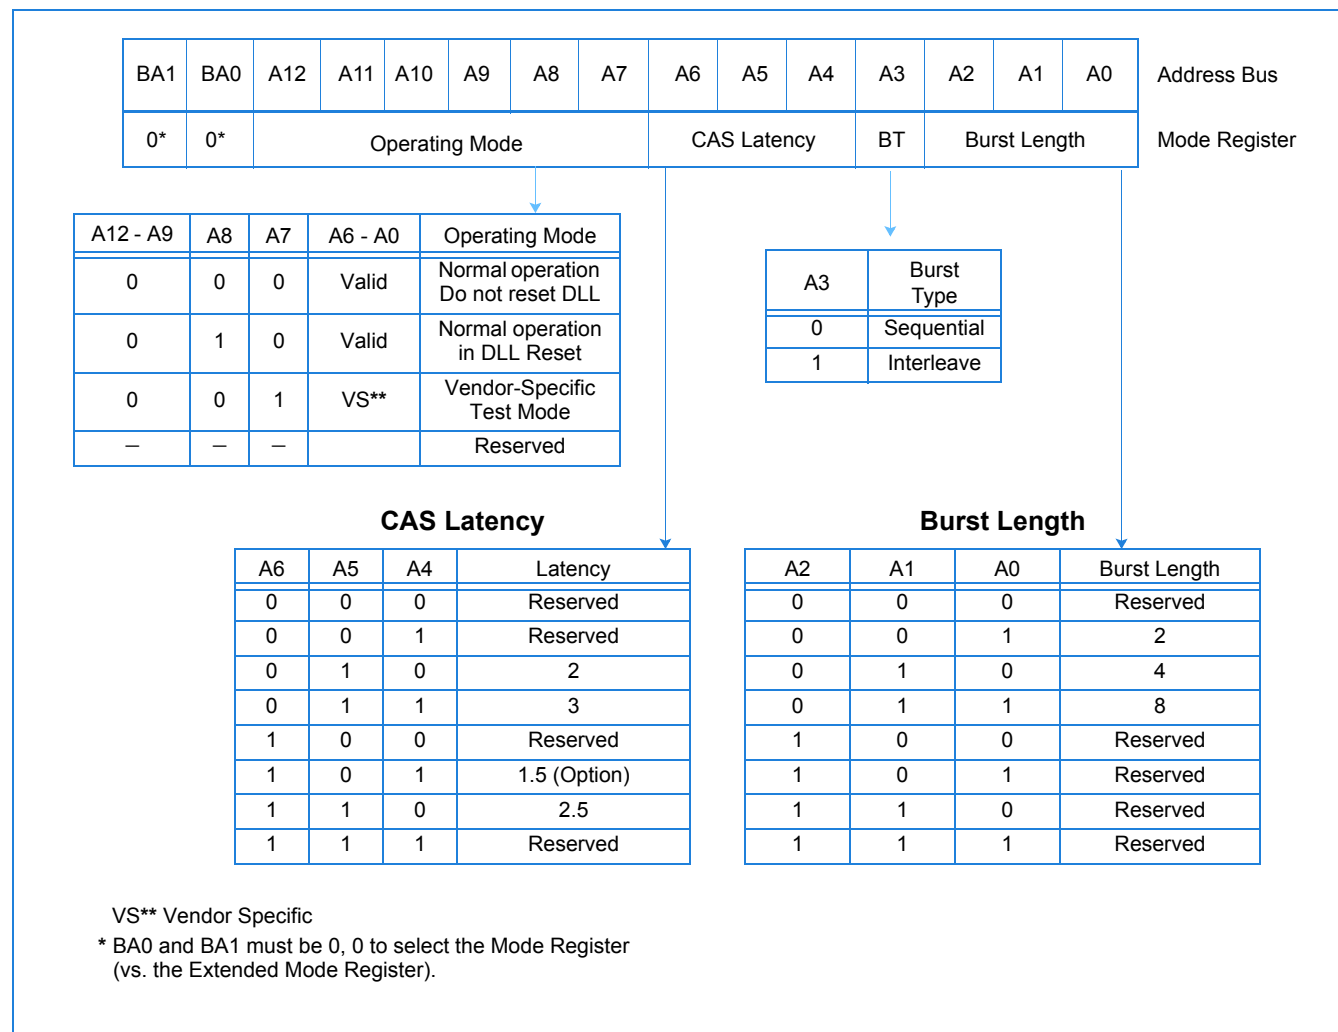 BA1 BA0 A12 A11 A10 A9 A8 A7 A6 A5 A4 A3 A2 A1 A0 Address Bus
0* 0* Operating Mode CAS Latency BT Burst Length Mode Register
A12 - A9 A8 A7 A6 - A0 Operating Mode
0 0 0 Valid Normal operation
Do not reset DLL
0 1 0 Valid Normal operation
in DLL Reset
0 0 1 VS** Vendor-Specific
Test Mode
— — — Reserved
A3 Burst
Type
0 Sequential
1 Interleave
CAS Latency
A6 A5 A4 Latency
0 0 0 Reserved
0 0 1 Reserved
0 1 0 2
0 1 1 3
1 0 0 Reserved
1 0 1 1.5 (Option)
1 1 0 2.5
1 1 1 Reserved
Burst Length
A2 A1 A0 Burst Length
0 0 0 Reserved
0 0 1 2
0 1 0 4
0 1 1 8
1 0 0 Reserved
1 0 1 Reserved
1 1 0 Reserved
1 1 1 Reserved
VS** Vendor Specific
* BA0 and BA1 must be 0, 0 to select the Mode Register
(vs. the Extended Mode Register).